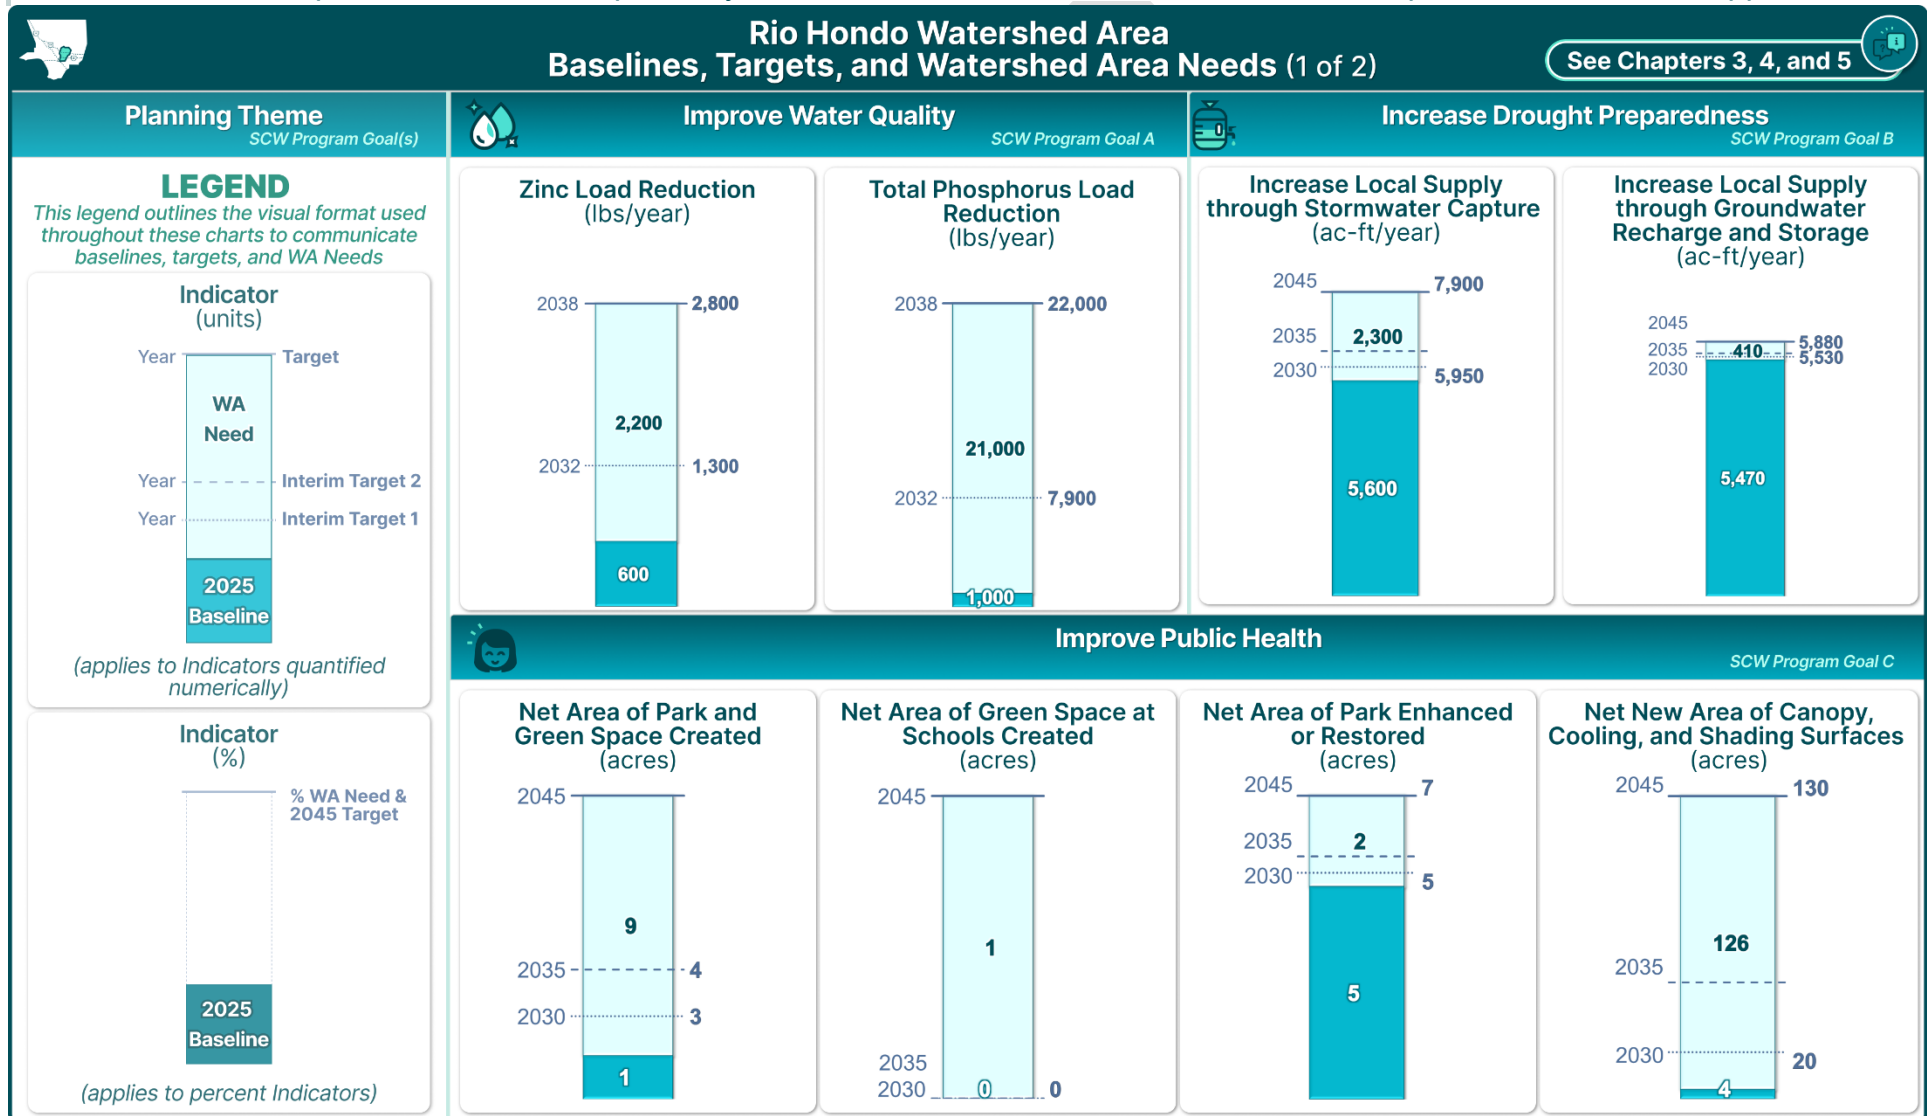 Rio Hondo Watershed Area
Baselines, Targets, and Watershed Area Needs (1 of 2)
See Chapters 3, 4, and 5
Planning Theme
SCW Program Goal(s)
LEGEND
This legend outlines the visual format used
throughout these charts to communicate
baselines, targets, and WA Needs
Indicator
(units)
Year
Target
WA
Need
Year
Interim Target 2
Year
Interim Target 1
2025
Baseline
(applies to Indicators quantified
numerically)
Indicator
(%)
% WA Need &
2045 Target
2025
Baseline
(applies to percent Indicators)
Improve Water Quality
SCW Program Goal A
Zinc Load Reduction
(lbs/year)
2038
2,800
2,200
2032
1,300
600
Total Phosphorus Load
Reduction
(lbs/year)
2038
22,000
21,000
2032
7,900
1,000
Increase Drought Preparedness
SCW Program Goal B
Increase Local Supply
through Stormwater Capture
(ac-ft/year)
2045
7,900
2035
2,300
2030
5,950
5,600
Increase Local Supply
through Groundwater
Recharge and Storage
(ac-ft/year)
2045
5,880
2035
410
5,530
2030
5,470
Improve Public Health
SCW Program Goal C
Net Area of Park and
Green Space Created
(acres)
2045
9
2035
4
2030
3
1
Net Area of Green Space at
Schools Created
(acres)
2045
1
2035
2030
0
0
Net Area of Park Enhanced
or Restored
(acres)
2045
7
2035
2
2030
5
5
Net New Area of Canopy,
Cooling, and Shading Surfaces
(acres)
2045
130
126
2035
2030
20
4